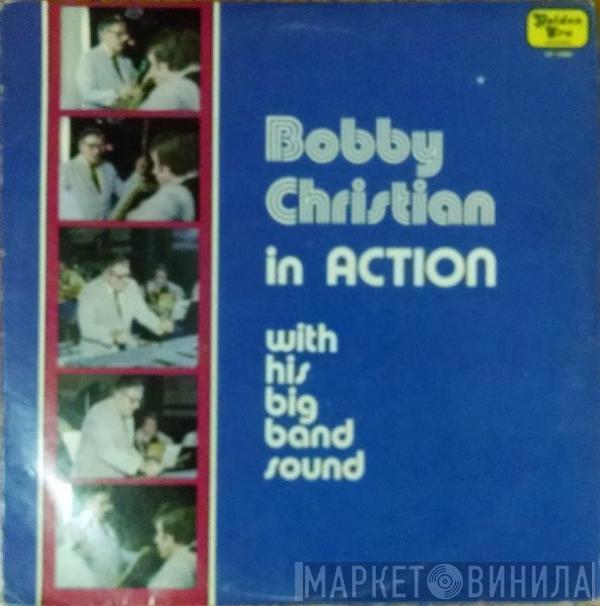 Golden
Era
Bobby
Christian
in ACTION
with
his
big
band
sound
МАРКЕТ ВИНИЛА